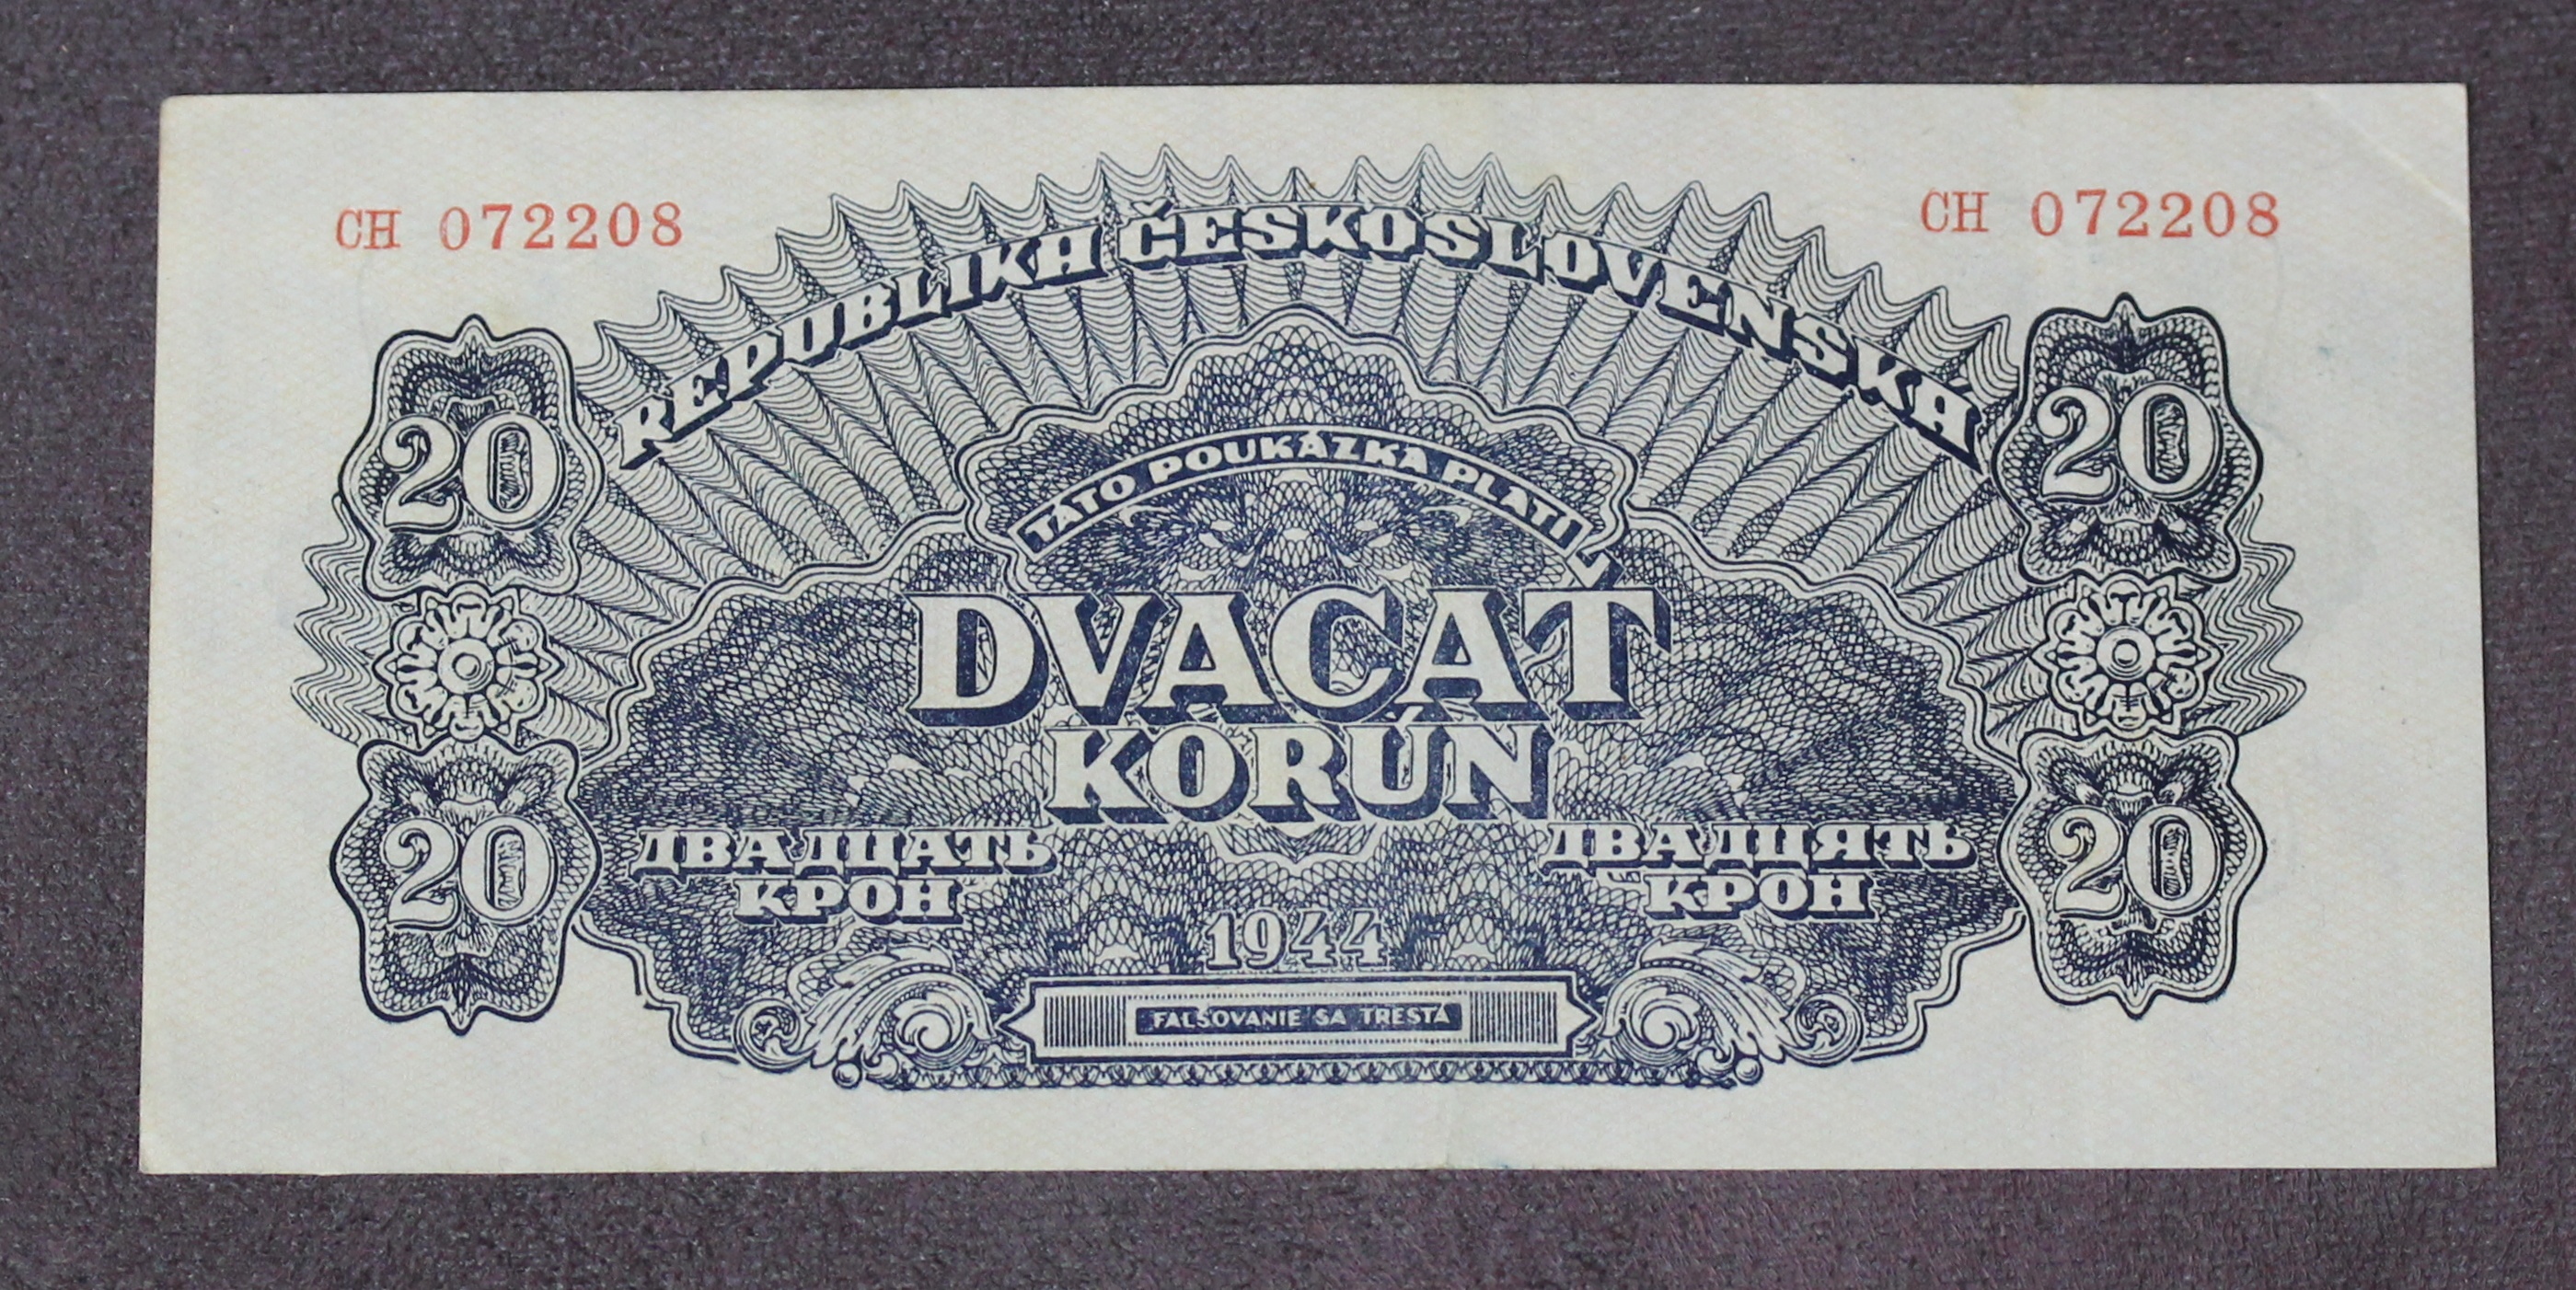 CH 072208
CH 072208
REPUBLIKA ČESKOSLOVENSKÁ
20
20
TÁTO POUKÁZKA PLATÍ
DVACAŤ
KORÚN
ДВАДЦАТЬ
КРОН
ДВАДЦЯТЬ
КРОН
20
20
1944
FALŠOVANIE SA TRESTÁ